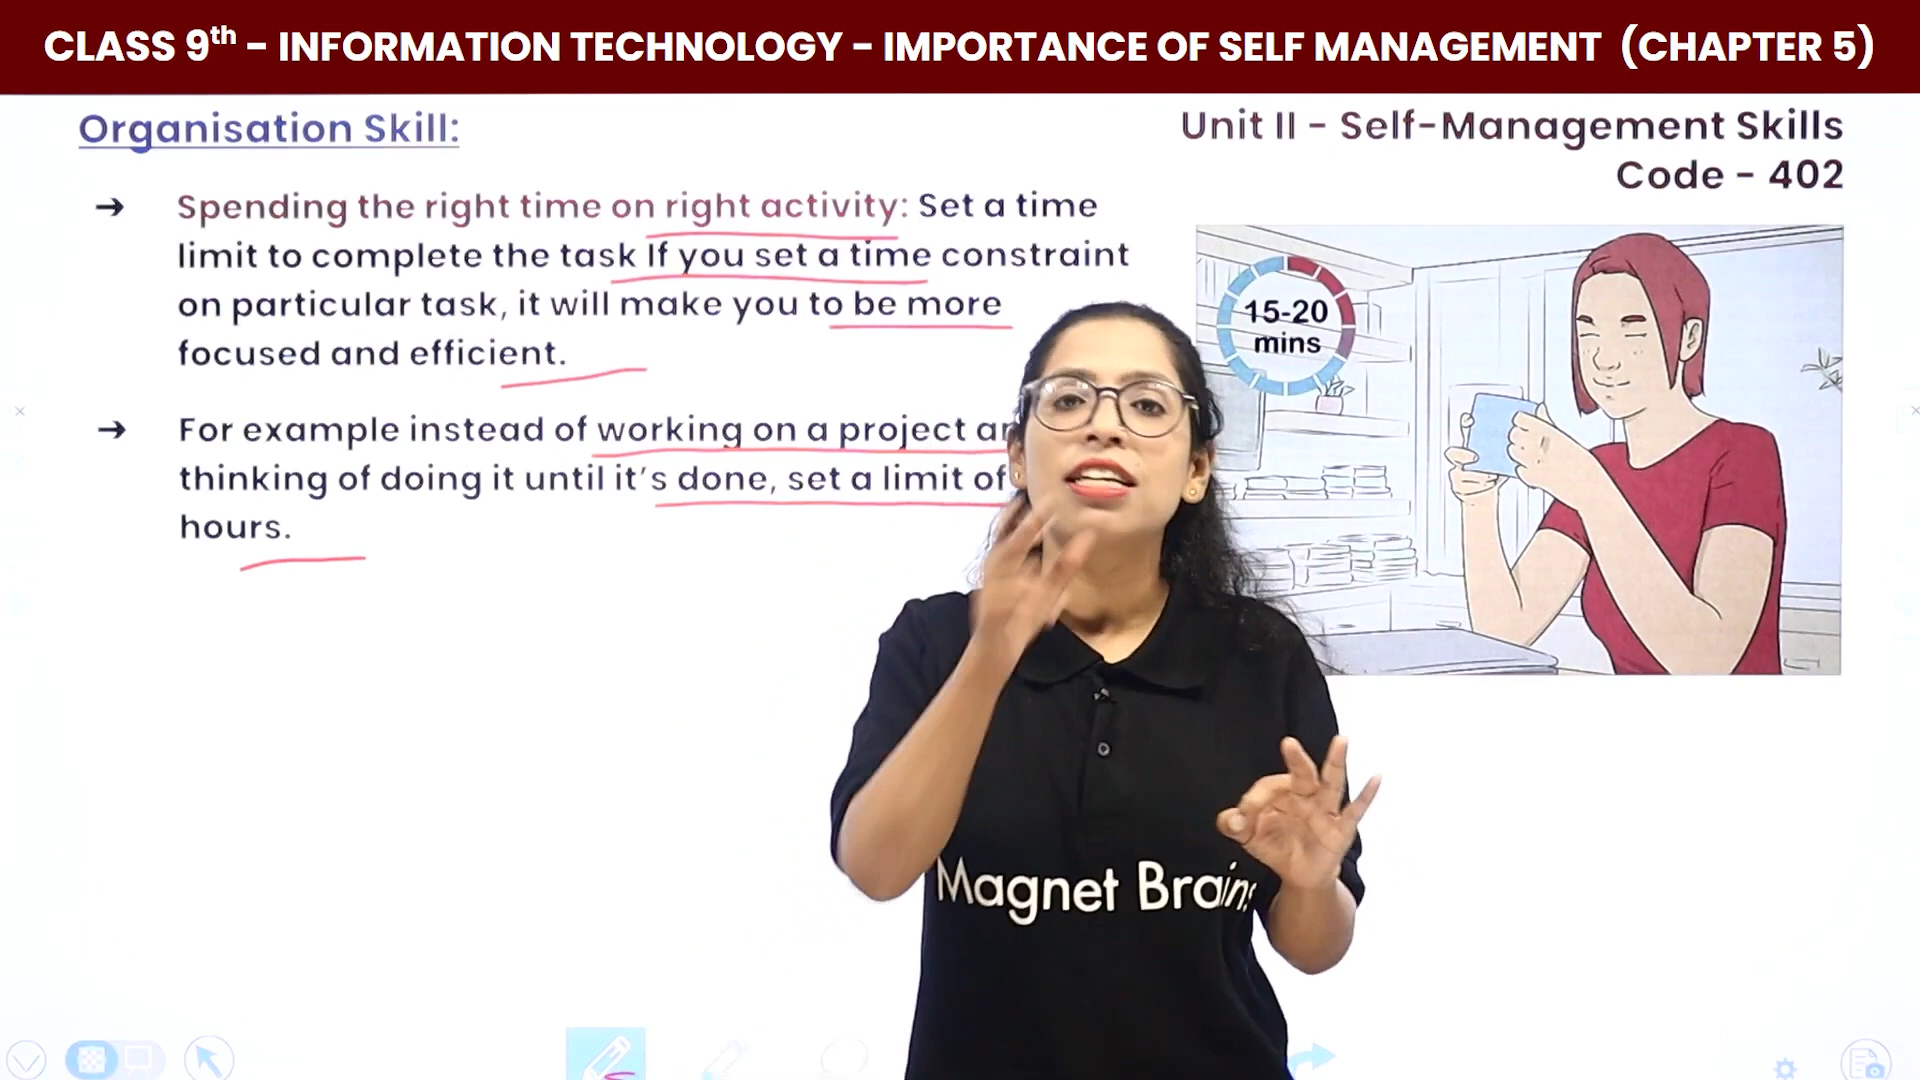 CLASS 9th – INFORMATION TECHNOLOGY – IMPORTANCE OF SELF MANAGEMENT (CHAPTER 5)
Organisation Skill:
Unit II - Self-Management Skills
Code - 402
➔ Spending the right time on right activity: Set a time
limit to complete the task If you set a time constraint
on particular task, it will make you to be more
focused and efficient.
➔ For example instead of working on a project
thinking of doing it until it's done, set a limit of
hours.
15-20
mins
Magnet Brains